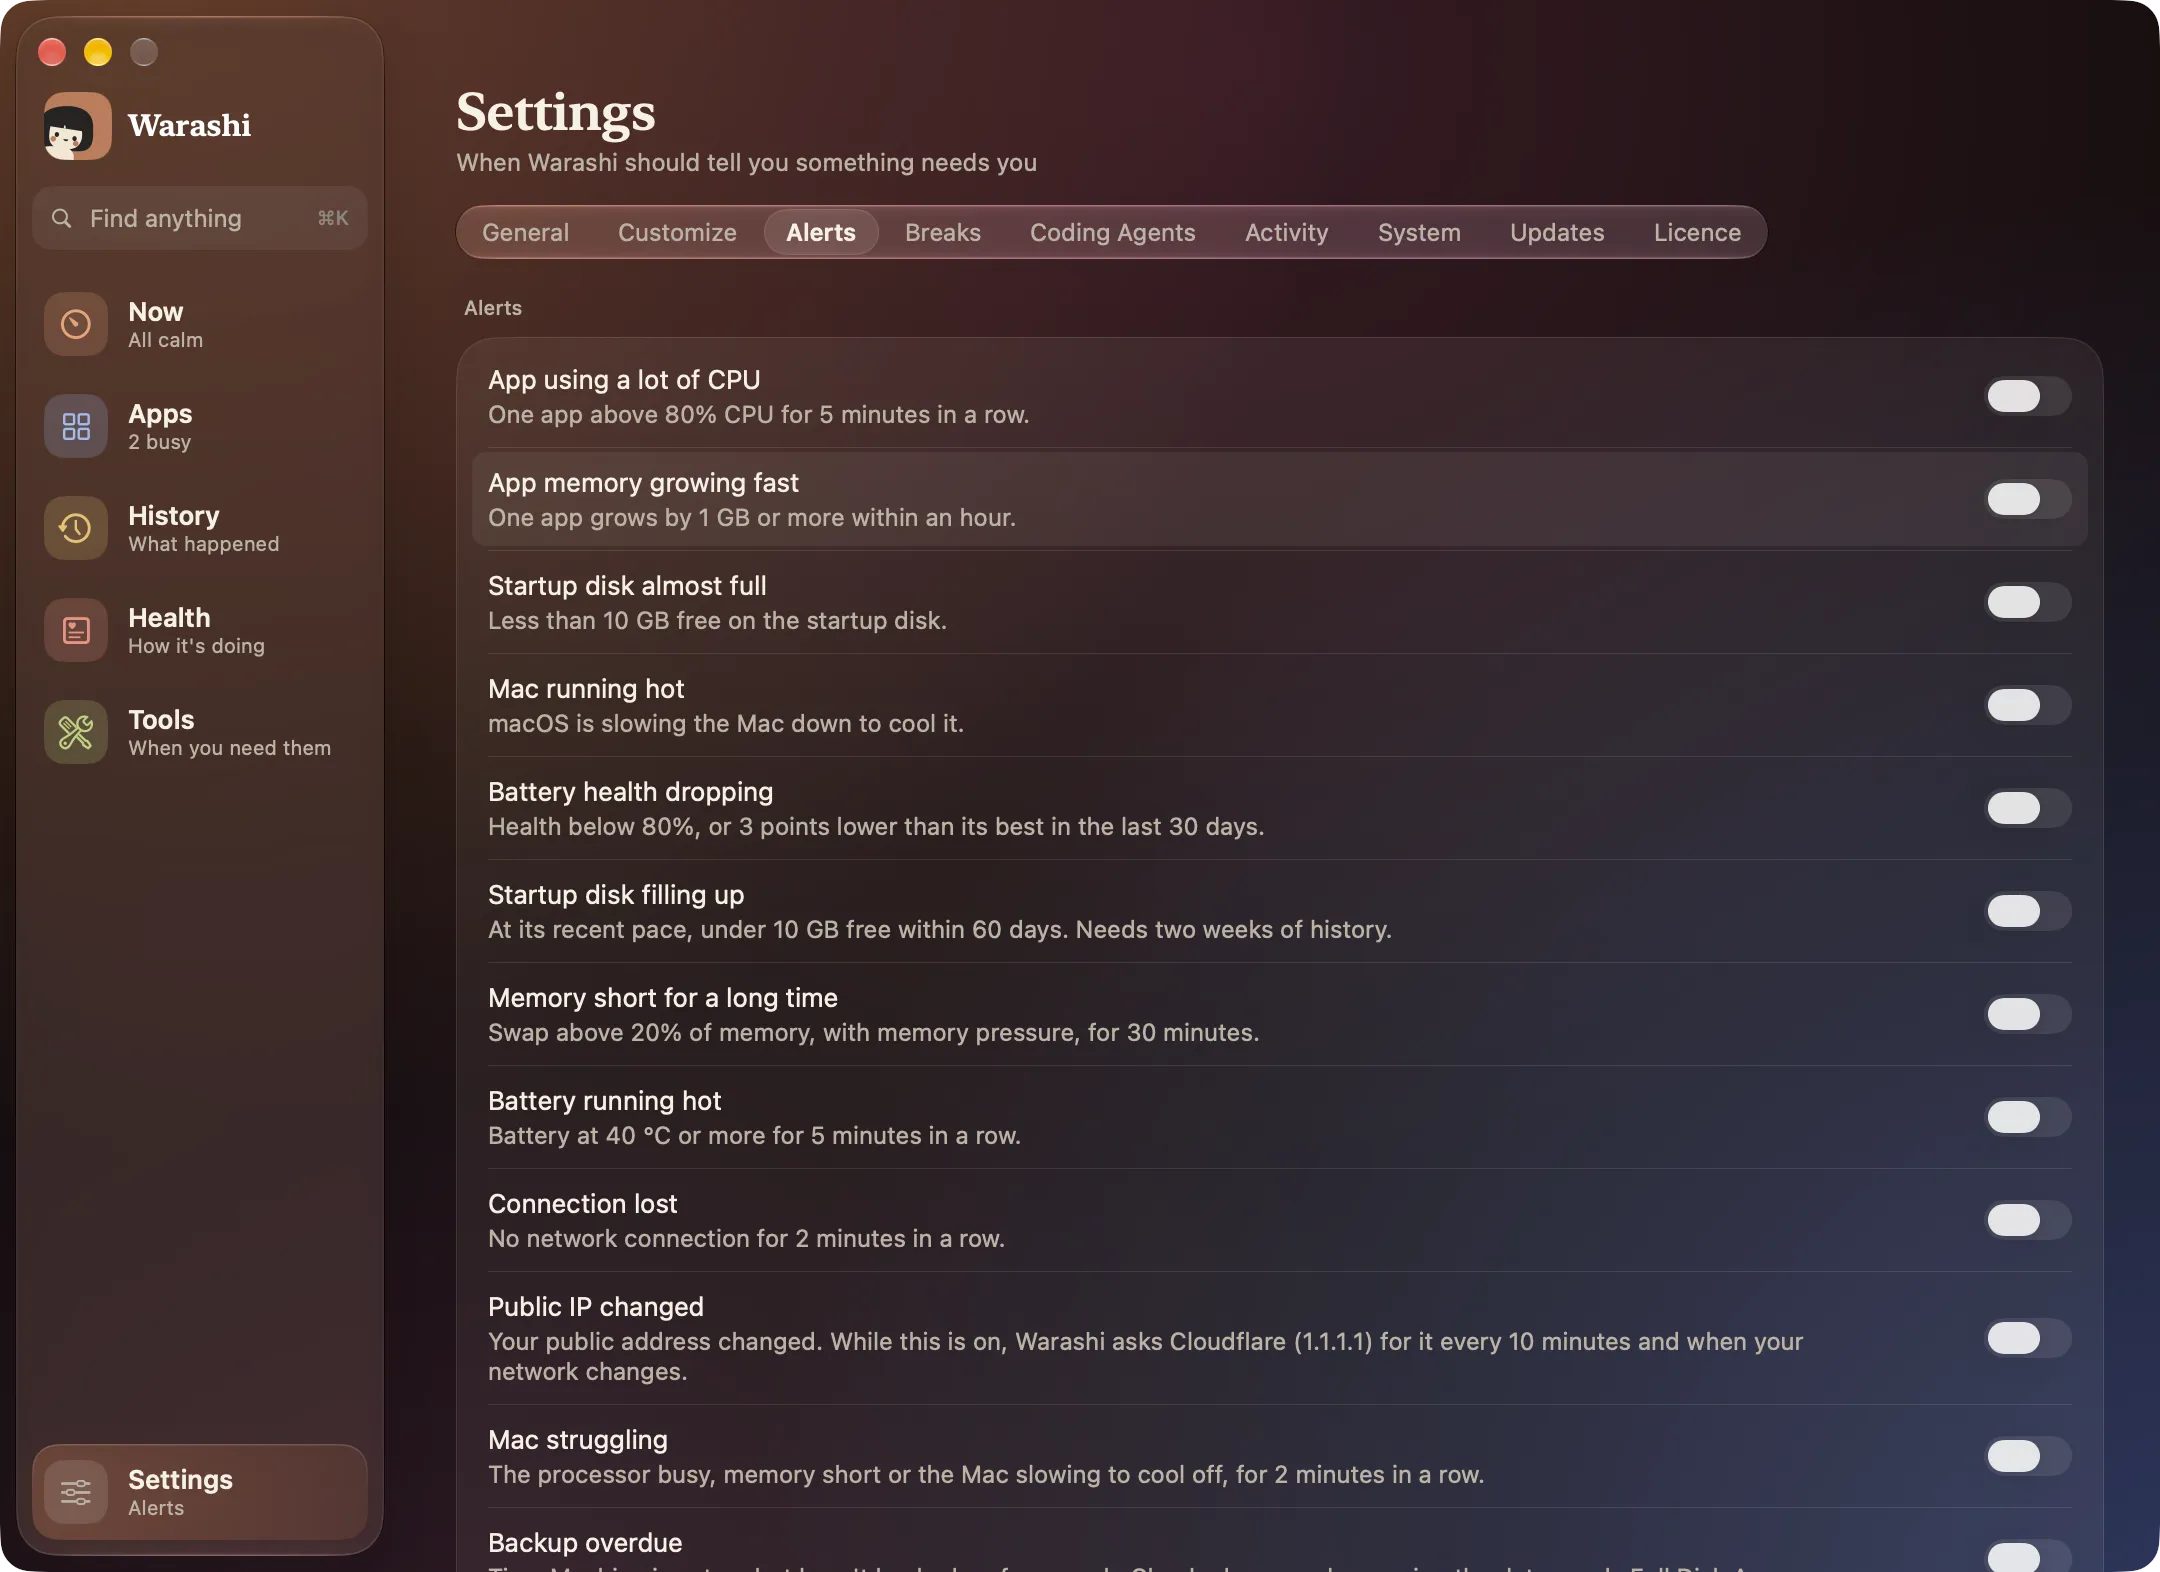 Warashi
Find anything ⌘K
Now
All calm
Apps
2 busy
History
What happened
Health
How it's doing
Tools
When you need them
Settings
Alerts
Settings
When Warashi should tell you something needs you
General Customize Alerts Breaks Coding Agents Activity System Updates Licence
Alerts
App using a lot of CPU
One app above 80% CPU for 5 minutes in a row.
App memory growing fast
One app grows by 1 GB or more within an hour.
Startup disk almost full
Less than 10 GB free on the startup disk.
Mac running hot
macOS is slowing the Mac down to cool it.
Battery health dropping
Health below 80%, or 3 points lower than its best in the last 30 days.
Startup disk filling up
At its recent pace, under 10 GB free within 60 days. Needs two weeks of history.
Memory short for a long time
Swap above 20% of memory, with memory pressure, for 30 minutes.
Battery running hot
Battery at 40 °C or more for 5 minutes in a row.
Connection lost
No network connection for 2 minutes in a row.
Public IP changed
Your public address changed. While this is on, Warashi asks Cloudflare (1.1.1.1) for it every 10 minutes and when your
network changes.
Mac struggling
The processor busy, memory short or the Mac slowing to cool off, for 2 minutes in a row.
Backup overdue